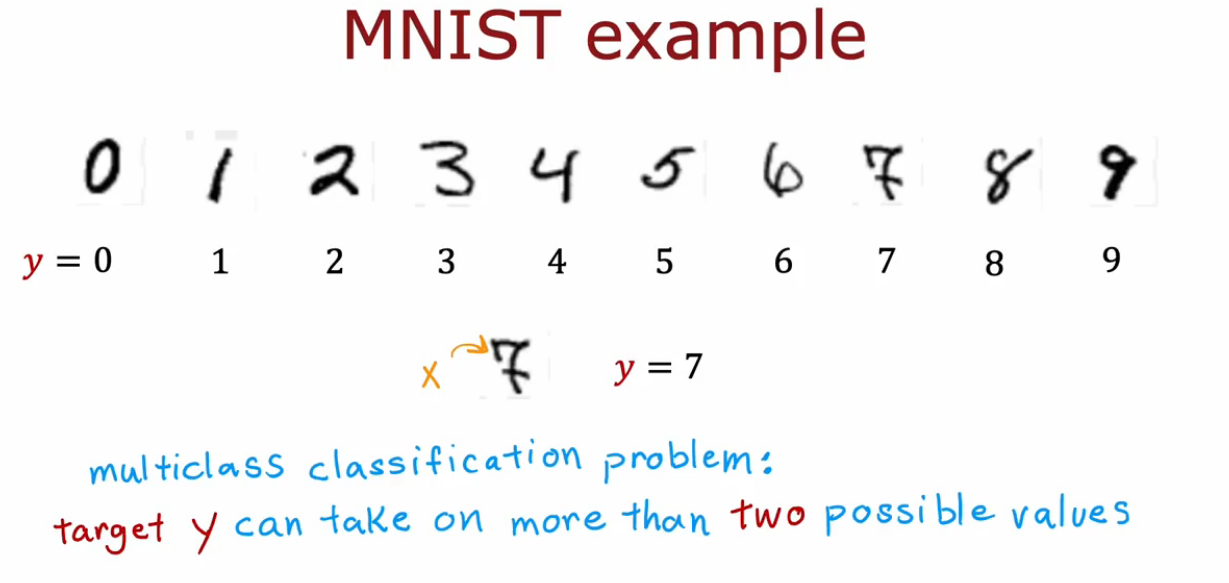 MNIST example
0 1 2 3 4 5 6 7 8 9
y = 0 1 2 3 4 5 6 7 8 9
x 7 y = 7
multiclass classification problem:
target y can take on more than two possible values